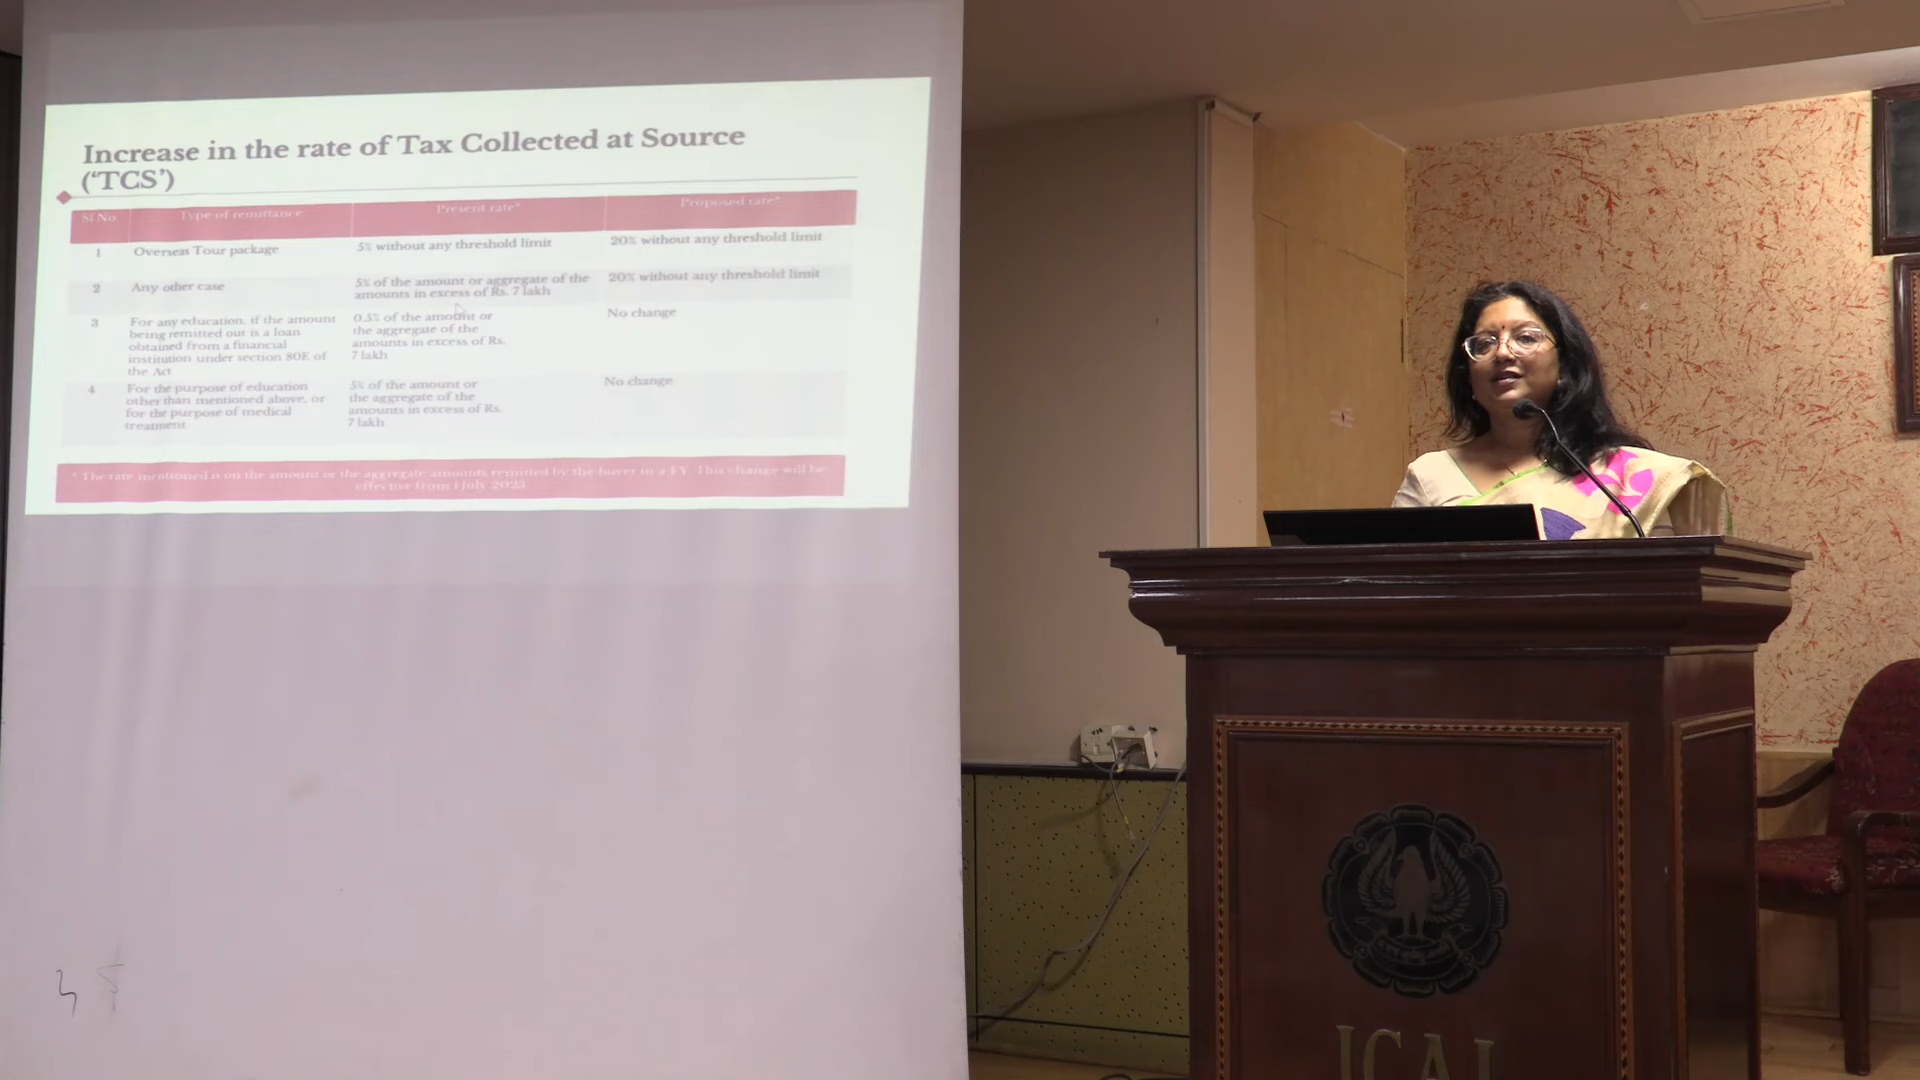 Increase in the rate of Tax Collected at Source
(‘TCS’)
Sl No. Type of remittance Present rate* Proposed rate*
1 Overseas Tour package 5% without any threshold limit 20% without any threshold limit
2 Any other case 5% of the amount or aggregate of the
amounts in excess of Rs. 7 lakh 20% without any threshold limit
3 For any education, if the amount
being remitted out is a loan
obtained from a financial
institution under section 80E of
the Act
0.5% of the amount or
the aggregate of the
amounts in excess of Rs.
7 lakh
No change
4 For the purpose of education
other than mentioned above, or
for the purpose of medical
treatment
5% of the amount or
the aggregate of the
amounts in excess of Rs.
7 lakh
No change
* The rate mentioned is on the amount or the aggregate amounts remitted by the buyer in a FY. This change will be
effective from 1 July 2023
ICAI